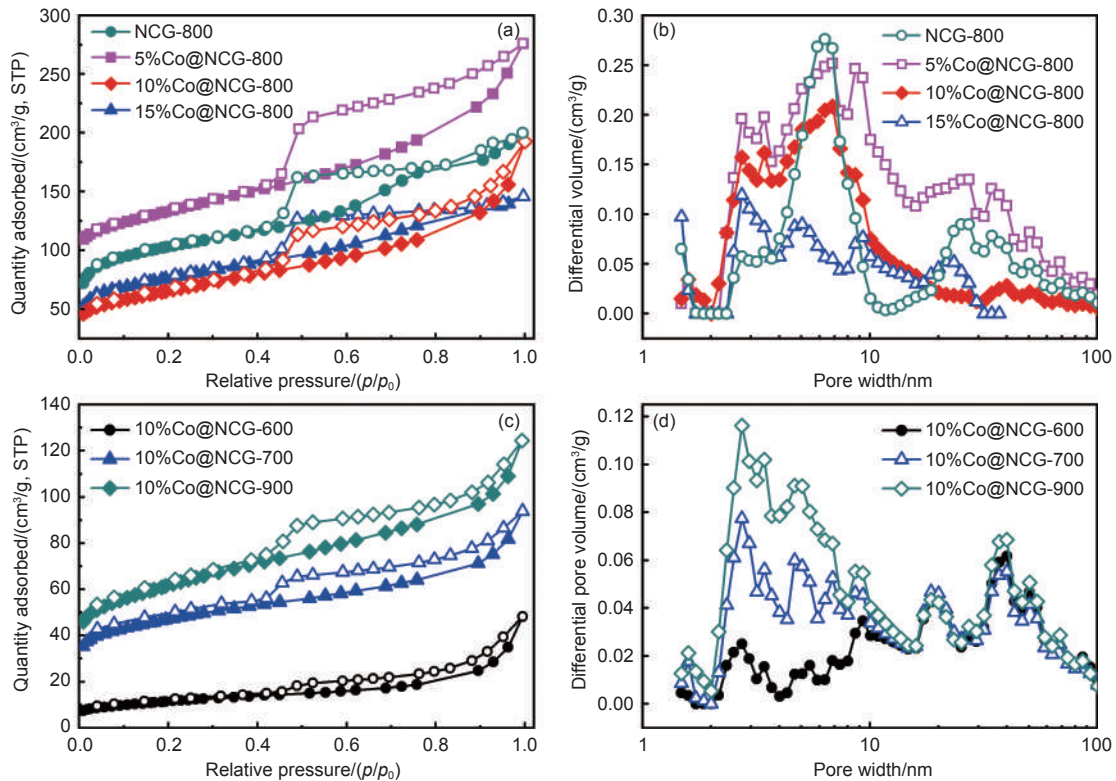 300
250
200
150
100
50
0.0
0.2
0.4
0.6
0.8
1.0
Quantity adsorbed/(cm³/g, STP)
Relative pressure/(p/p₀)
NCG-800
5%Co@NCG-800
10%Co@NCG-800
15%Co@NCG-800
(a)
0.30
0.25
0.20
0.15
0.10
0.05
0.00
1
10
100
Differential volume/(cm³/g)
Pore width/nm
(b)
NCG-800
5%Co@NCG-800
10%Co@NCG-800
15%Co@NCG-800
140
120
100
80
60
40
20
0
0.0
0.2
0.4
0.6
0.8
1.0
Quantity adsorbed/(cm³/g, STP)
Relative pressure/(p/p₀)
(c)
10%Co@NCG-600
10%Co@NCG-700
10%Co@NCG-900
0.12
0.10
0.08
0.06
0.04
0.02
0.00
1
10
100
Differential pore volume/(cm³/g)
Pore width/nm
(d)
10%Co@NCG-600
10%Co@NCG-700
10%Co@NCG-900